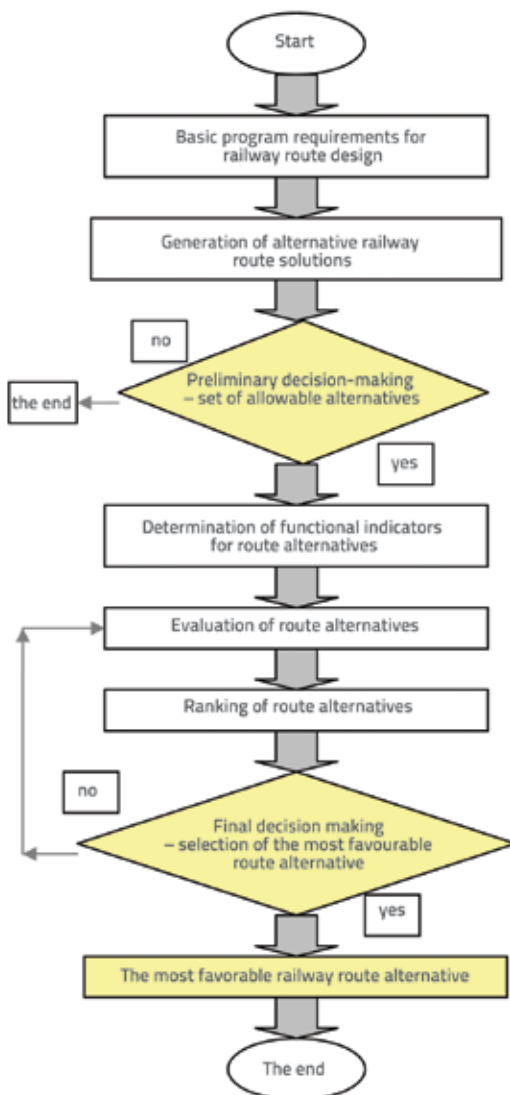 Start
Basic program requirements for
railway route design
Generation of alternative railway
route solutions
no
Preliminary decision-making
– set of allowable alternatives
the end
yes
Determination of functional indicators
for route alternatives
Evaluation of route alternatives
Ranking of route alternatives
no
Final decision making
– selection of the most favourable
route alternative
yes
The most favorable railway route alternative
The end